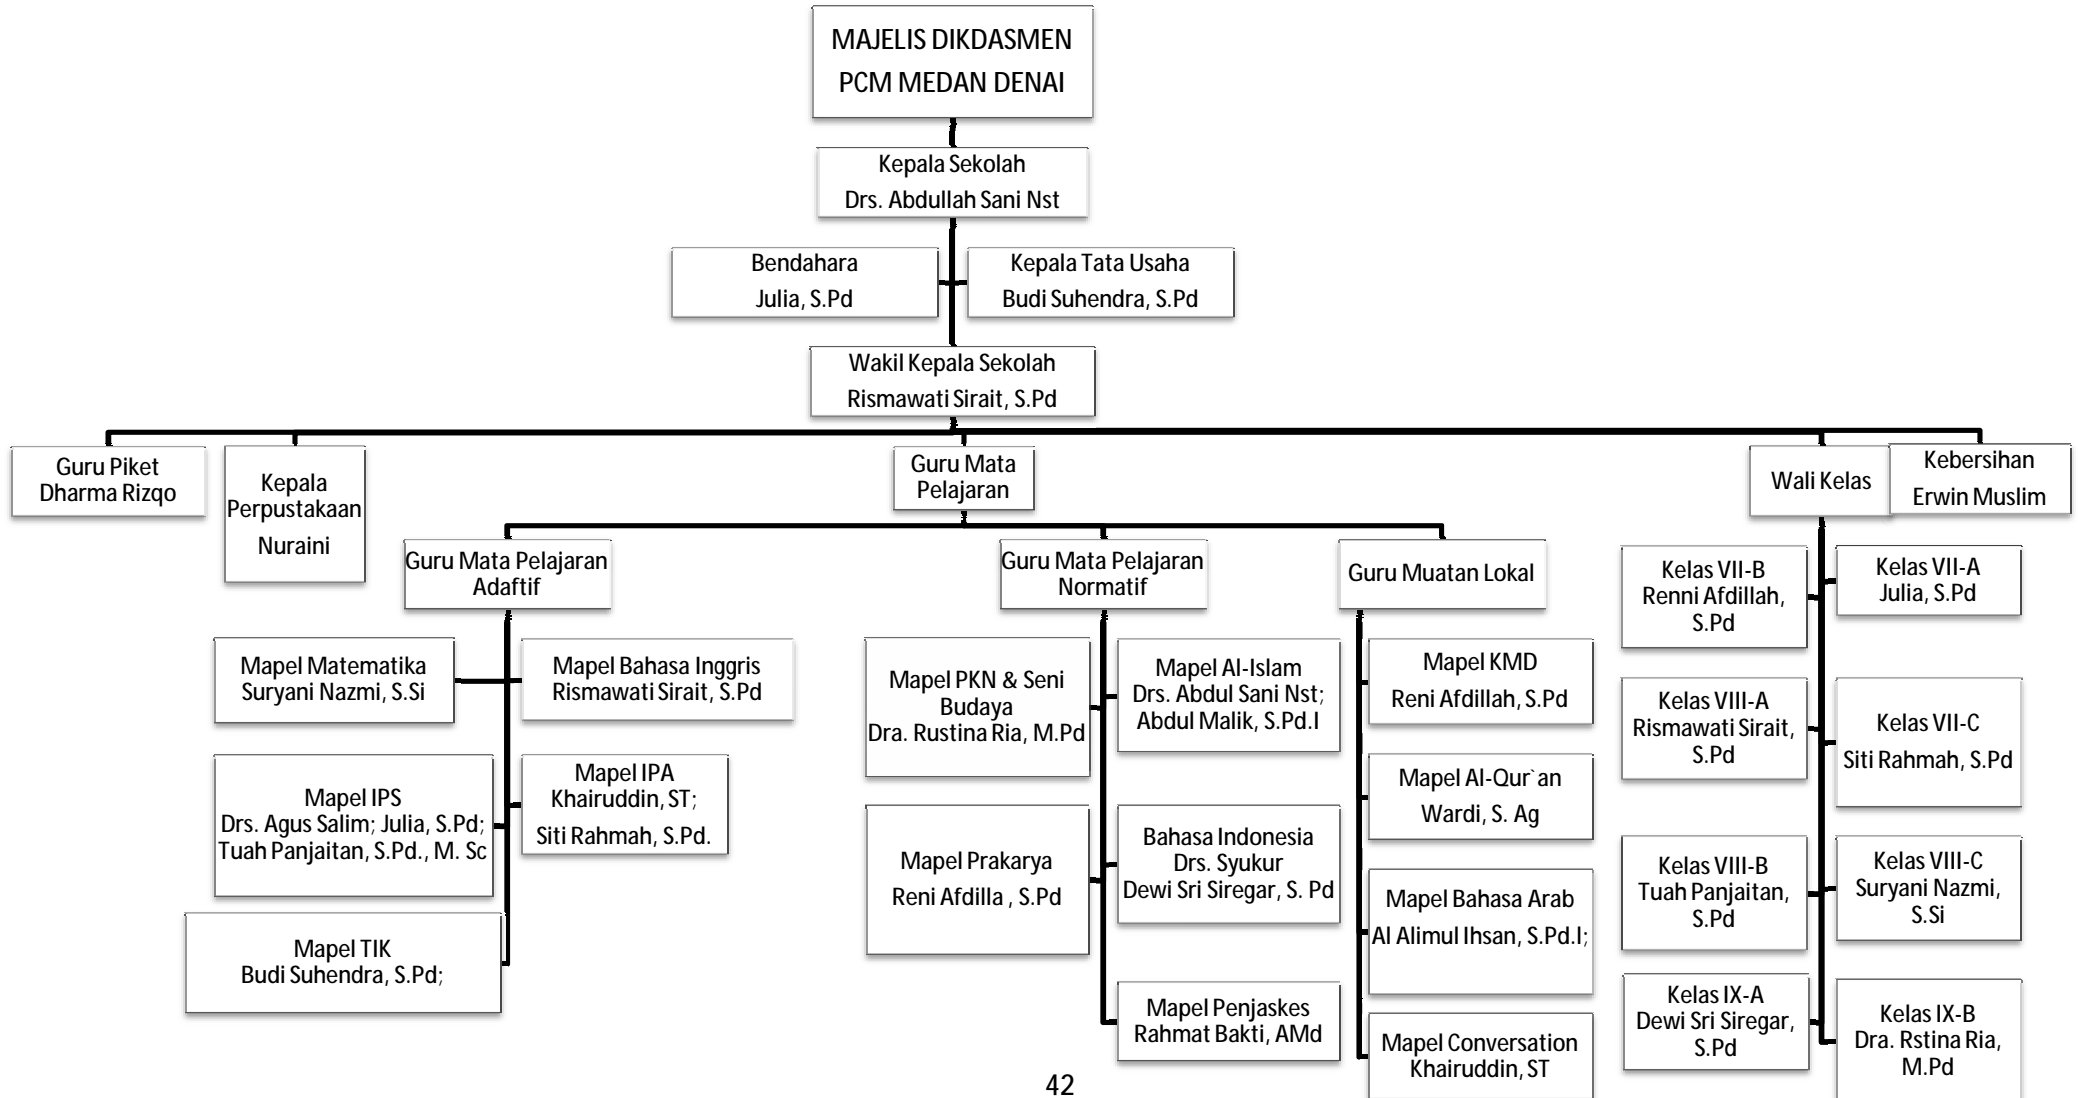 MAJELIS DIKDASMEN
PCM MEDAN DENAI
Kepala Sekolah
Drs. Abdullah Sani Nst
Bendahara
Julia, S.Pd
Kepala Tata Usaha
Budi Suhendra, S.Pd
Wakil Kepala Sekolah
Rismawati Sirait, S.Pd
Guru Piket
Dharma Rizqo
Kepala
Perpustakaan
Nuraini
Guru Mata
Pelajaran
Wali Kelas
Kebersihan
Erwin Muslim
Guru Mata Pelajaran
Adaftif
Guru Mata Pelajaran
Normatif
Guru Muatan Lokal
Mapel Matematika
Suryani Nazmi, S.Si
Mapel Bahasa Inggris
Rismawati Sirait, S.Pd
Mapel IPS
Drs. Agus Salim; Julia, S.Pd;
Tuah Panjaitan, S.Pd., M. Sc
Mapel IPA
Khairuddin, ST;
Siti Rahmah, S.Pd.
Mapel TIK
Budi Suhendra, S.Pd;
Mapel PKN & Seni
Budaya
Dra. Rustina Ria, M.Pd
Mapel Al-Islam
Drs. Abdul Sani Nst;
Abdul Malik, S.Pd.I
Mapel Prakarya
Reni Afdilla , S.Pd
Bahasa Indonesia
Drs. Syukur
Dewi Sri Siregar, S. Pd
Mapel Penjaskes
Rahmat Bakti, AMd
Mapel KMD
Reni Afdillah, S.Pd
Mapel Al-Qur`an
Wardi, S. Ag
Mapel Bahasa Arab
Al Alimul Ihsan, S.Pd.I;
Mapel Conversation
Khairuddin, ST
Kelas VII-B
Renni Afdillah,
S.Pd
Kelas VII-A
Julia, S.Pd
Kelas VIII-A
Rismawati Sirait,
S.Pd
Kelas VII-C
Siti Rahmah, S.Pd
Kelas VIII-B
Tuah Panjaitan,
S.Pd
Kelas VIII-C
Suryani Nazmi,
S.Si
Kelas IX-A
Dewi Sri Siregar,
S.Pd
Kelas IX-B
Dra. Rstina Ria,
M.Pd
42